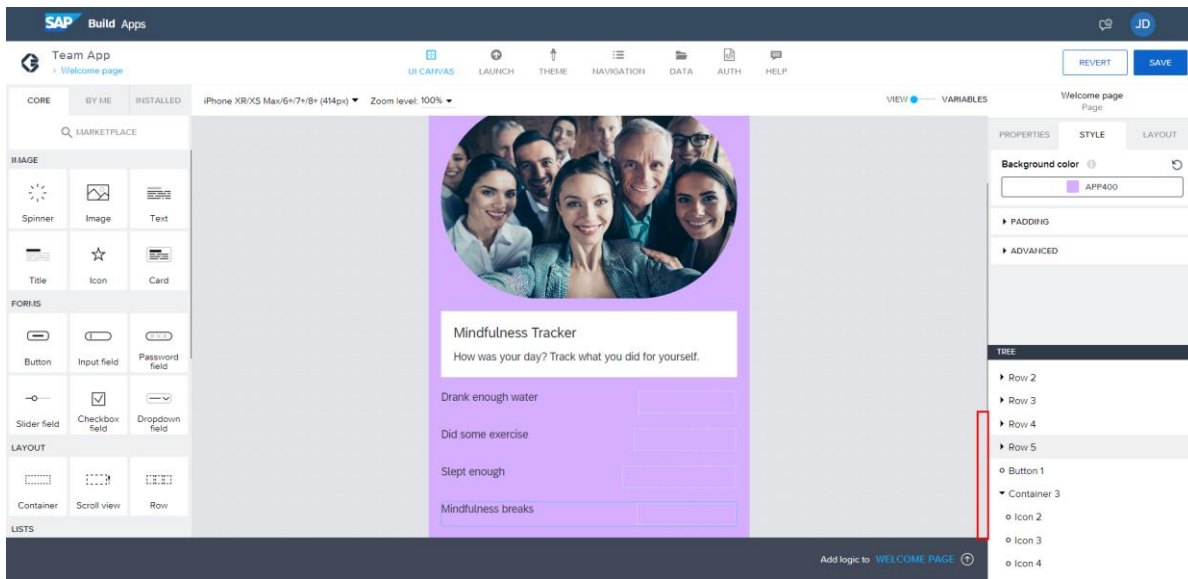 SAP Build Apps
JD
Team App
Welcome page
UI CANVAS LAUNCH THEME NAVIGATION DATA AUTH HELP
REVERT SAVE
CORE BY ME INSTALLED
iPhone XR/XS Max/6+/7+/8+ (414px) Zoom level: 100%
VIEW VARIABLES
Welcome page
Page
MARKETPLACE
PROPERTIES STYLE LAYOUT
IMAGE
Background color
APP400
Spinner Image Text
PADDING
ADVANCED
Title Icon Card
FORMS
Mindfulness Tracker
How was your day? Track what you did for yourself.
Button Input field Password field
TREE
Row 2
Row 3
Row 4
Row 5
Button 1
Container 3
Icon 2
Icon 3
Icon 4
Drank enough water
Did some exercise
Slept enough
Mindfulness breaks
Slider field Checkbox field Dropdown field
LAYOUT
Container Scroll view Row
LISTS
Add logic to WELCOME PAGE